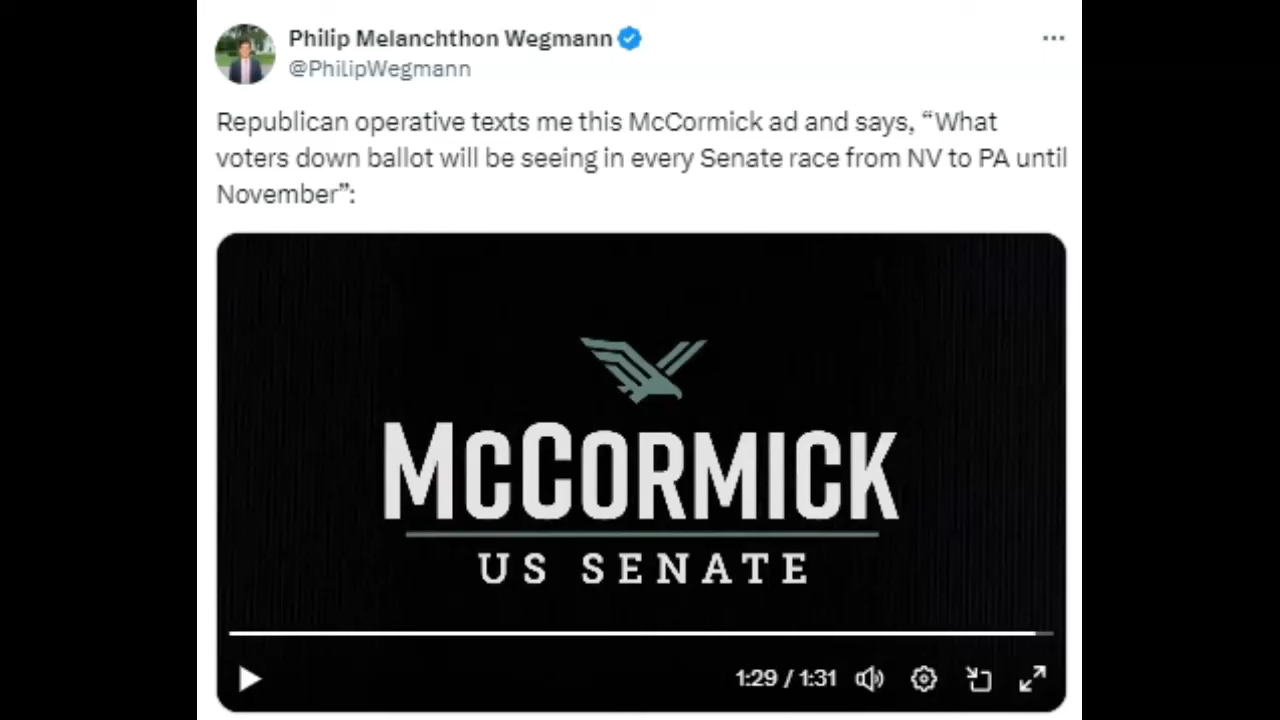 Philip Melanchthon Wegmann
@PhilipWegmann
Republican operative texts me this McCormick ad and says, “What
voters down ballot will be seeing in every Senate race from NV to PA until
November”:
McCORMICK
US SENATE
1:29 / 1:31